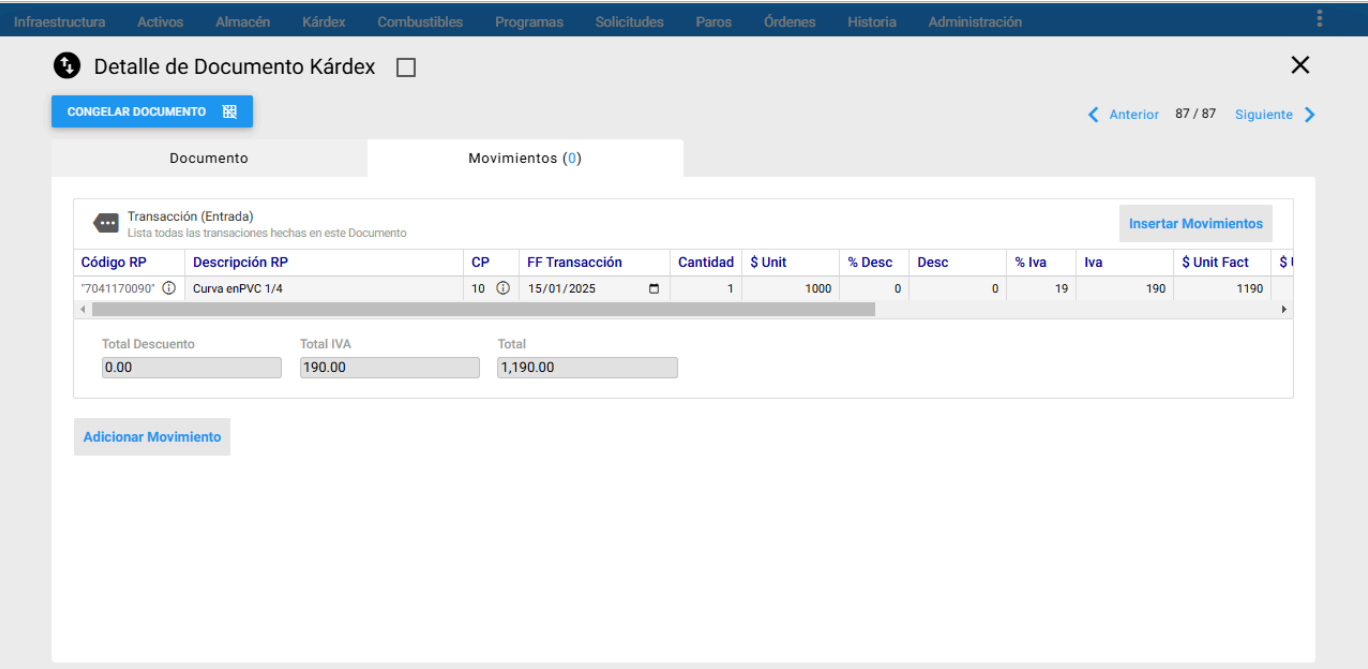 Infraestructura Activos Almacén Kárdex Combustibles Programas Solicitudes Paros Órdenes Historia Administración
Detalle de Documento Kárdex
CONGELAR DOCUMENTO
Anterior 87 / 87 Siguiente
Documento Movimientos (0)
Transacción (Entrada)
Lista todas las transaciones hechas en este Documento
Insertar Movimientos
Código RP Descripción RP CP FF Transacción Cantidad $ Unit % Desc Desc % Iva Iva $ Unit Fact $
"7041170090" Curva enPVC 1/4 10 15/01/2025 1 1000 0 0 19 190 1190
Total Descuento Total IVA Total
0.00 190.00 1,190.00
Adicionar Movimiento